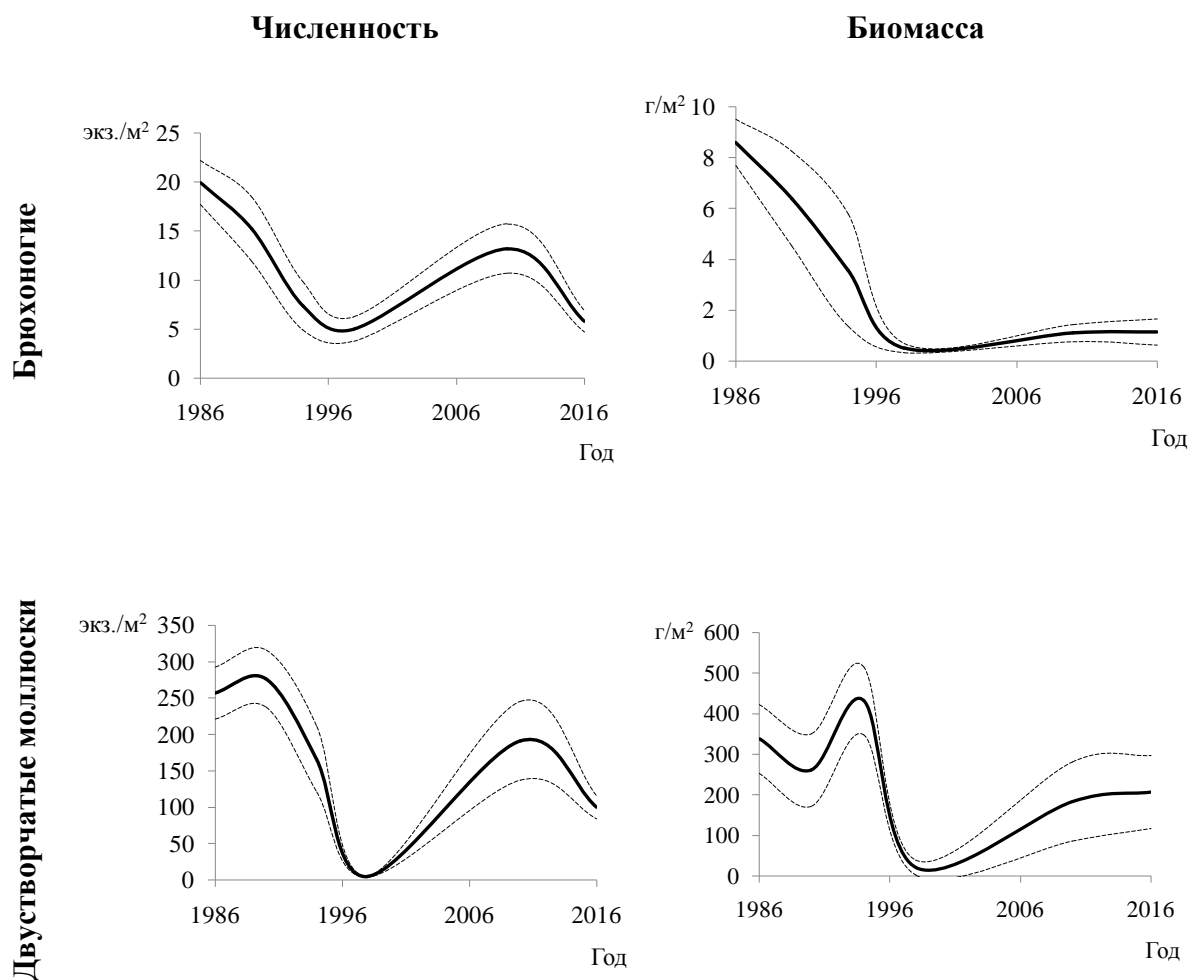 Численность
Биомасса
Брюхоногие
экз./м² 25
20
15
10
5
0
1986 1996 2006 2016
Год
г/м² 10
8
6
4
2
0
1986 1996 2006 2016
Год
Двустворчатые моллюски
экз./м² 350
300
250
200
150
100
50
0
1986 1996 2006 2016
Год
г/м² 600
500
400
300
200
100
0
1986 1996 2006 2016
Год